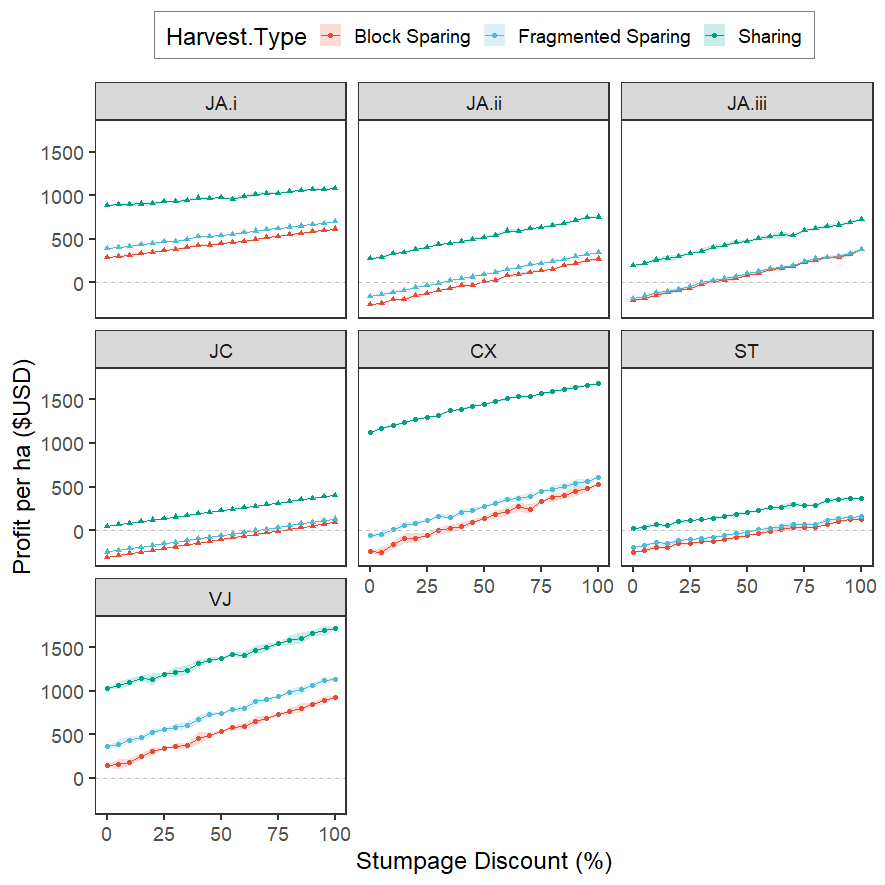 Harvest.Type Block Sparing Fragmented Sparing Sharing
JA.i JA.ii JA.iii
1500
1000
500
0
JC CX ST
1500
1000
500
0
0 25 50 75 100 0 25 50 75 100
VJ
1500
1000
500
0
0 25 50 75 100
Profit per ha ($USD)
Stumpage Discount (%)